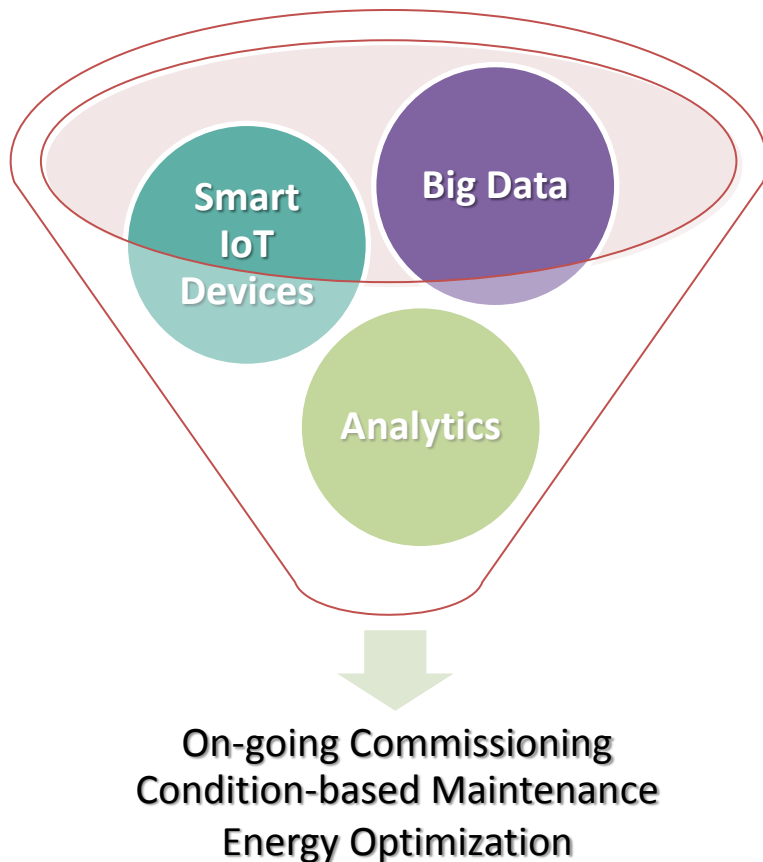 Smart
IoT
Devices
Big Data
Analytics
On-going Commissioning
Condition-based Maintenance
Energy Optimization